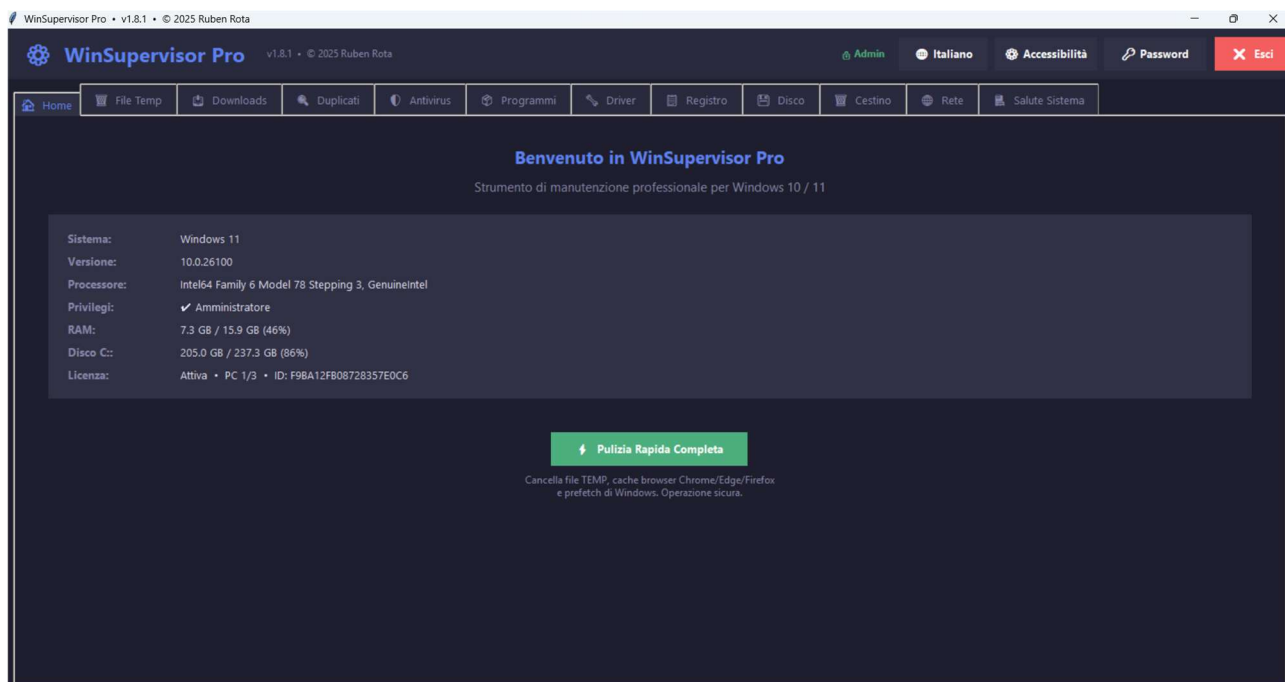 WinSupervisor Pro • v1.8.1 • © 2025 Ruben Rota
WinSupervisor Pro v1.8.1 • © 2025 Ruben Rota Admin Italiano Accessibilità Password Esci
Home File Temp Downloads Duplicati Antivirus Programmi Driver Registro Disco Cestino Rete Salute Sistema
Benvenuto in WinSupervisor Pro
Strumento di manutenzione professionale per Windows 10 / 11
Sistema: Windows 11
Versione: 10.0.26100
Processore: Intel64 Family 6 Model 78 Stepping 3, GenuineIntel
Privilegi: ✔ Amministratore
RAM: 7.3 GB / 15.9 GB (46%)
Disco C:: 205.0 GB / 237.3 GB (86%)
Licenza: Attiva • PC 1/3 • ID: F9BA12FB08728357E0C6
Pulizia Rapida Completa
Cancella file TEMP, cache browser Chrome/Edge/Firefox
e prefetch di Windows. Operazione sicura.